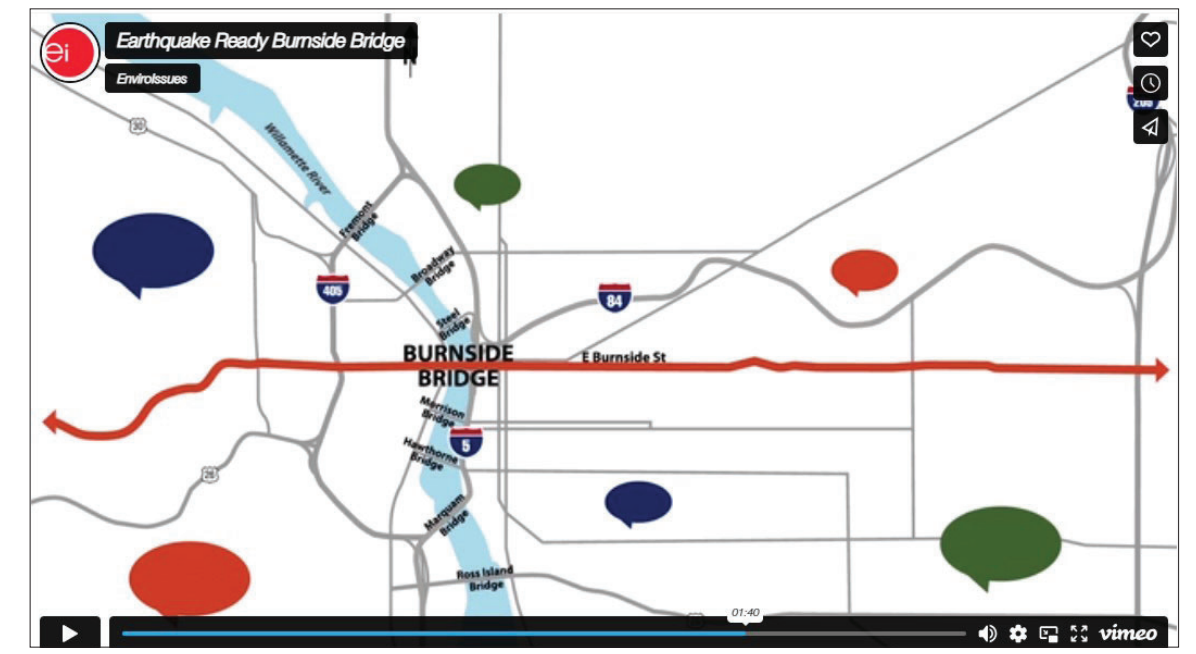 Earthquake Ready Burnside Bridge
EnviroIssues
ei
30
Willamette River
Fremont
Bridge
Broadway
Bridge
405
84
Steel
Bridge
BURNSIDE
BRIDGE
E Burnside St
Morrison
Bridge
5
Hawthorne
Bridge
26
Marquam
Bridge
Ross Island
Bridge
01:40
vimeo